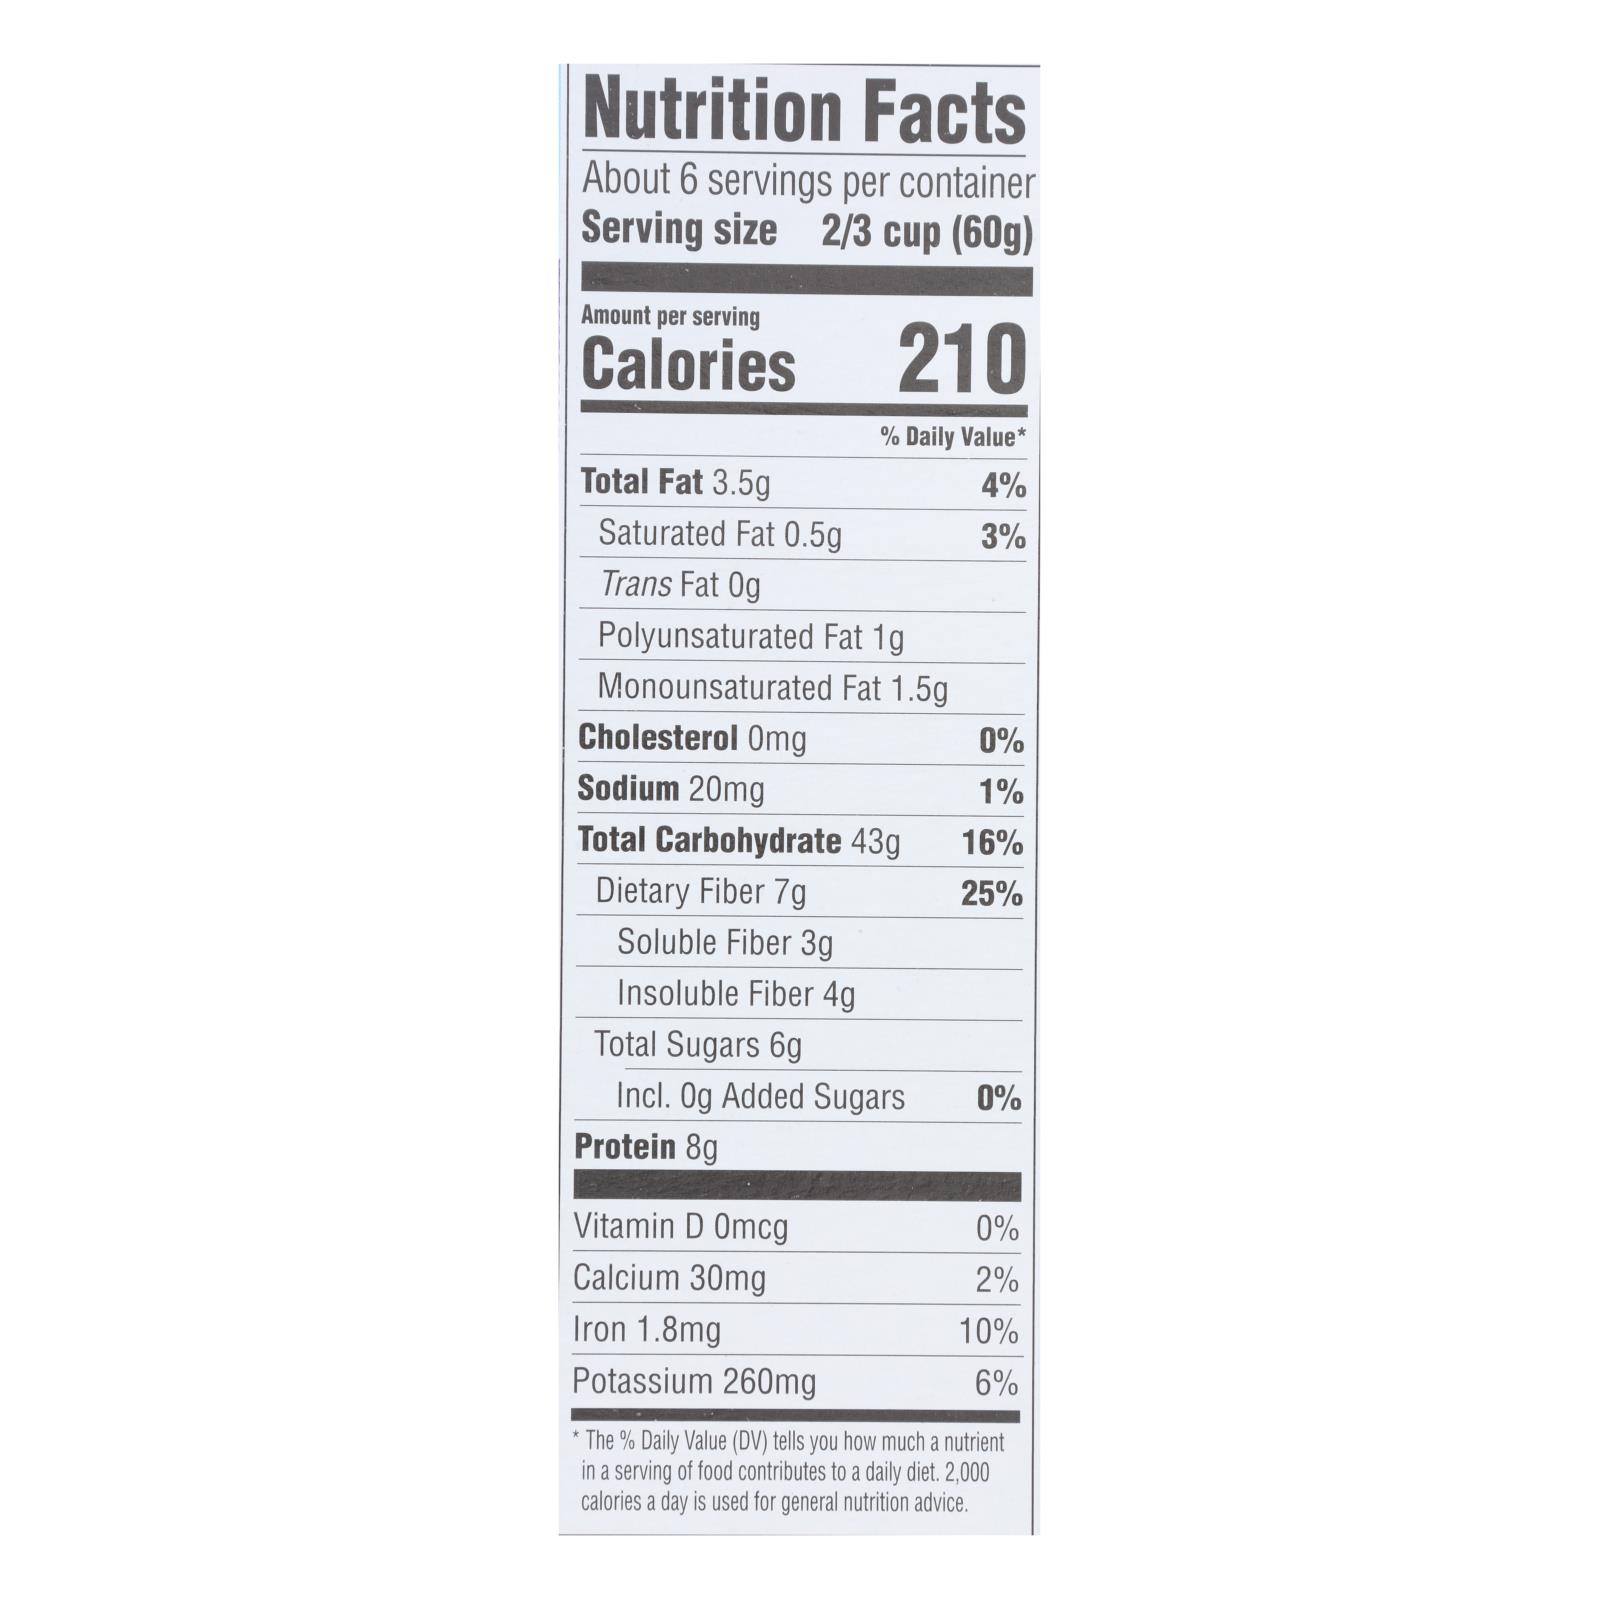 Nutrition Facts
About 6 servings per container
Serving size 2/3 cup (60g)
Amount per serving
Calories 210
% Daily Value*
Total Fat 3.5g 4%
Saturated Fat 0.5g 3%
Trans Fat 0g
Polyunsaturated Fat 1g
Monounsaturated Fat 1.5g
Cholesterol 0mg 0%
Sodium 20mg 1%
Total Carbohydrate 43g 16%
Dietary Fiber 7g 25%
Soluble Fiber 3g
Insoluble Fiber 4g
Total Sugars 6g
Incl. 0g Added Sugars 0%
Protein 8g
Vitamin D 0mcg 0%
Calcium 30mg 2%
Iron 1.8mg 10%
Potassium 260mg 6%
* The % Daily Value (DV) tells you how much a nutrient
in a serving of food contributes to a daily diet. 2,000
calories a day is used for general nutrition advice.